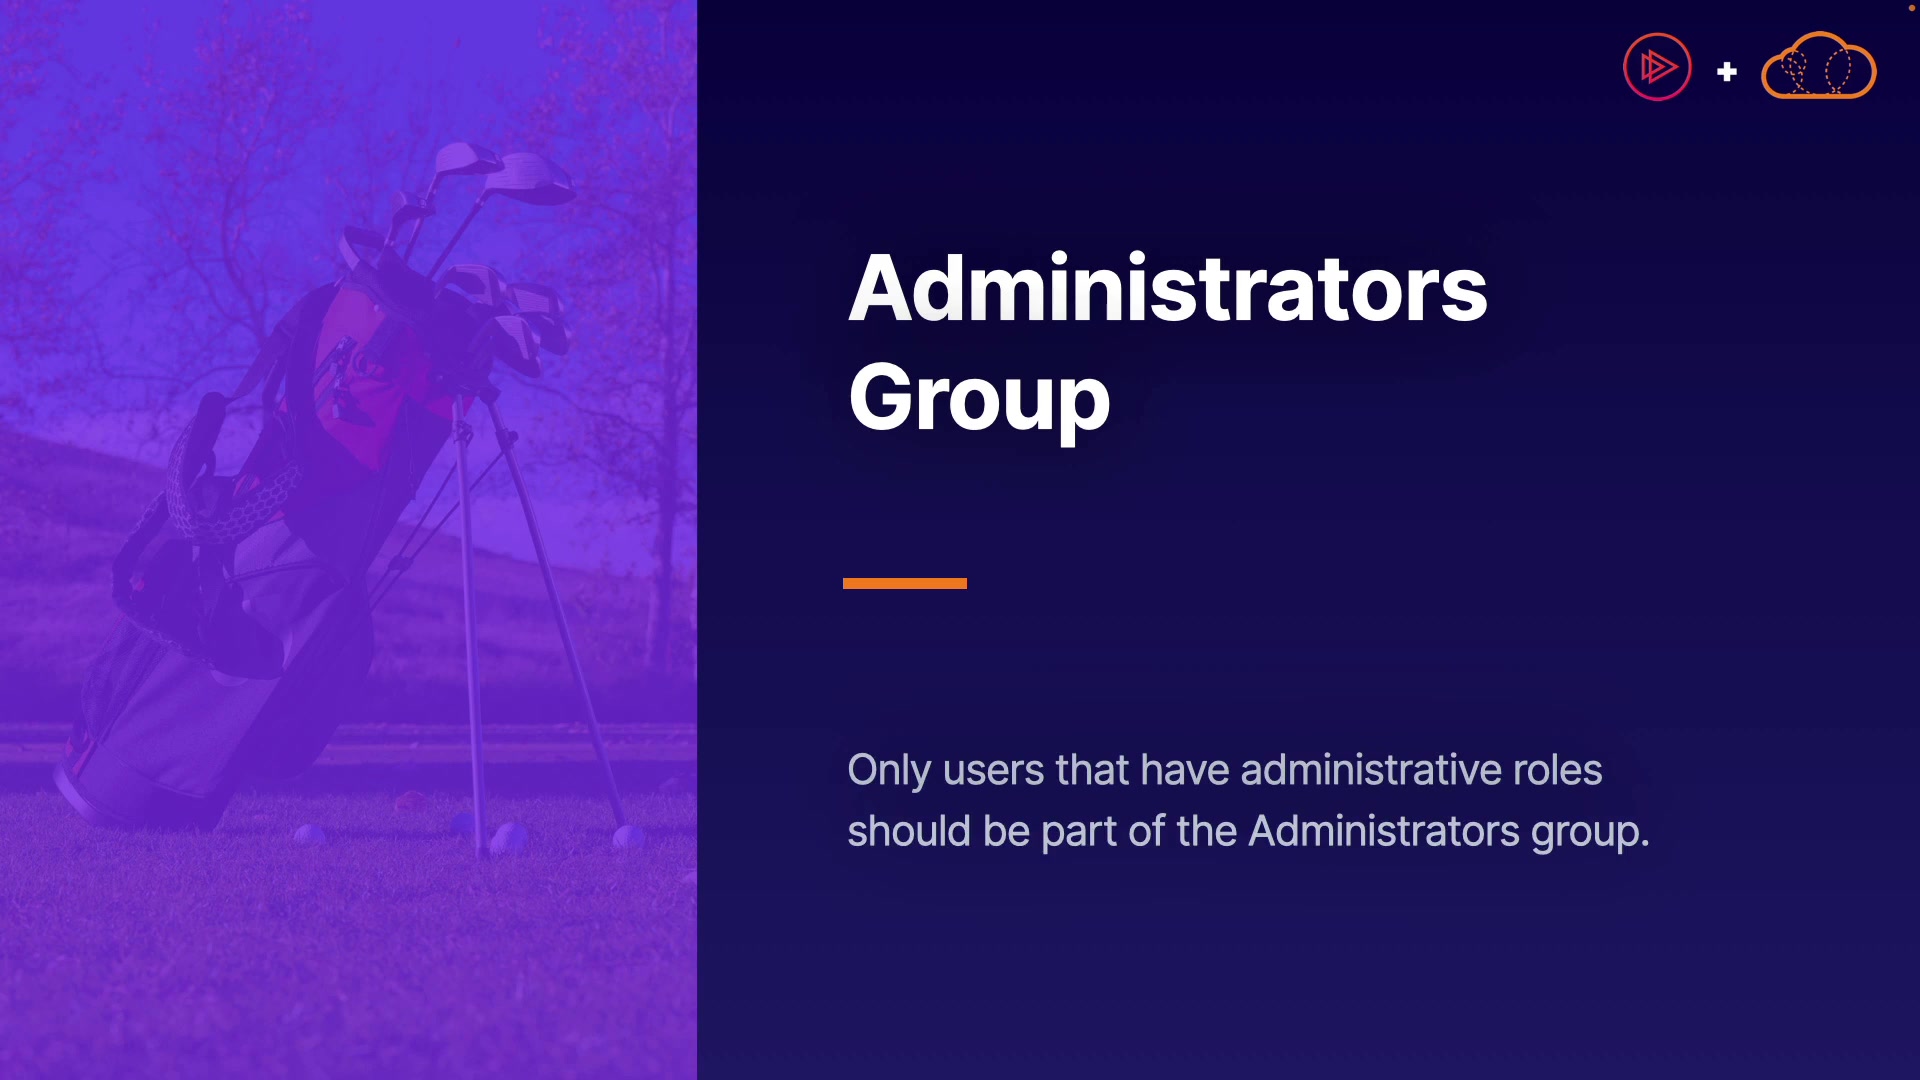 Administrators
Group
Only users that have administrative roles
should be part of the Administrators group.